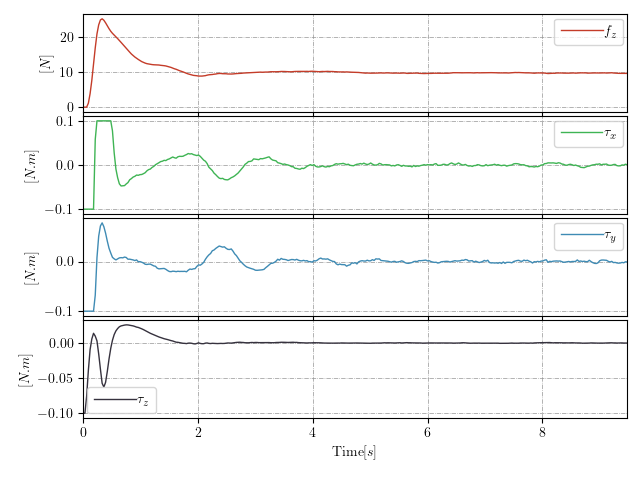 [N]
20
10
0
f_z
[N.m]
0.1
0.0
−0.1
τ_x
[N.m]
0.0
−0.1
τ_y
[N.m]
0.00
−0.05
−0.10
τ_z
0 2 4 6 8
Time[s]